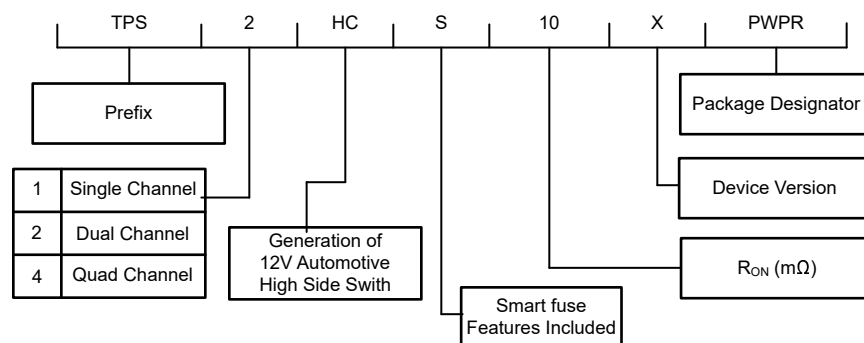 TPS 2 HC S 10 X PWPR
Prefix
Package Designator
1 Single Channel
2 Dual Channel
4 Quad Channel
Device Version
Generation of
12V Automotive
High Side Swith
RON (mΩ)
Smart fuse
Features Included